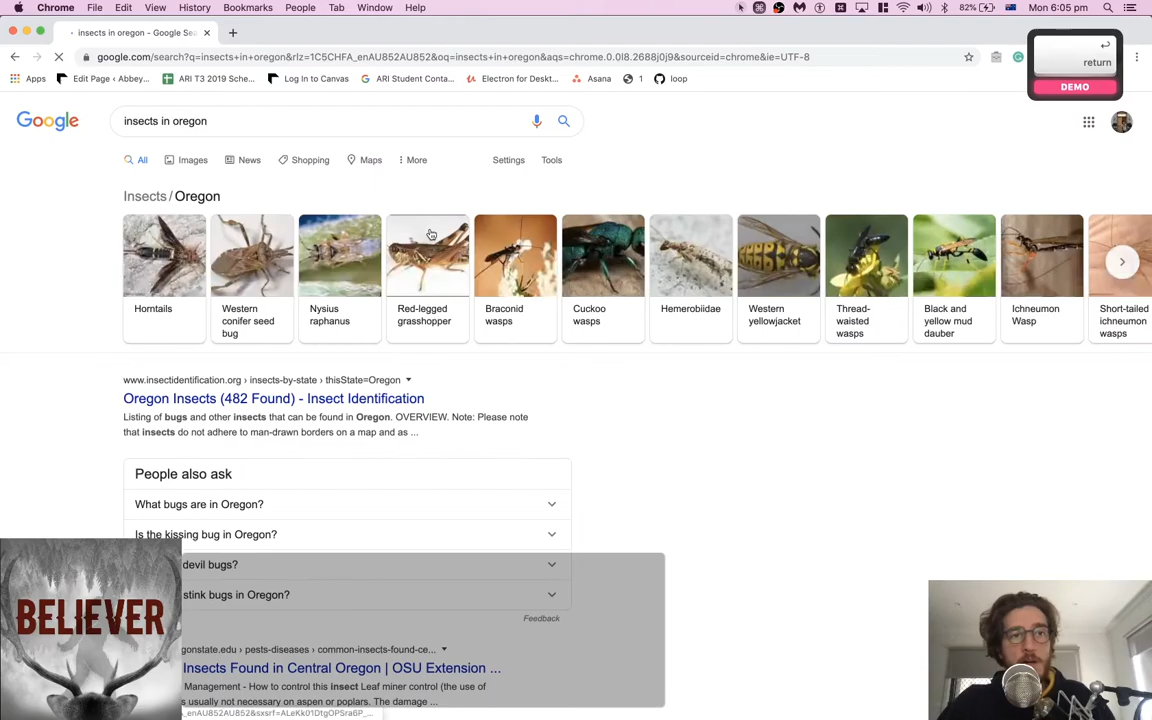 Chrome File Edit View History Bookmarks People Tab Window Help 82% Mon 6:05 pm
insects in oregon - Google Sea
google.com/search?q=insects+in+oregon&rlz=1C5CHFA_enAU852AU852&oq=insects+in+oregon&aqs=chrome.0.0l8.2688j0j9&sourceid=chrome&ie=UTF-8
return
DEMO
Apps Edit Page ‹ Abbey... ARI T3 2019 Sche... Log In to Canvas ARI Student Conta... Electron for Deskt... Asana 1 loop
Google insects in oregon
All Images News Shopping Maps More Settings Tools
Insects / Oregon
Horntails
Western
conifer seed
bug
Nysius
raphanus
Red-legged
grasshopper
Braconid
wasps
Cuckoo
wasps
Hemerobiidae
Western
yellowjacket
Thread-
waisted
wasps
Black and
yellow mud
dauber
Ichneumon
Wasp
Short-tailed
ichneumon
wasps
www.insectidentification.org › insects-by-state › thisState=Oregon
Oregon Insects (482 Found) - Insect Identification
Listing of bugs and other insects that can be found in Oregon. OVERVIEW. Note: Please note
that insects do not adhere to man-drawn borders on a map and as ...
People also ask
What bugs are in Oregon?
Is the kissing bug in Oregon?
devil bugs?
stink bugs in Oregon?
Feedback
BELIEVER
gonstate.edu › pests-diseases › common-insects-found-ce...
Insects Found in Central Oregon | OSU Extension ...
Management - How to control this insect Leaf miner control (the use of
s usually not necessary on aspen or poplars. The damage ...
_enAU852AU852&sxsrf=ALeKk01DtgOPSra6P_...